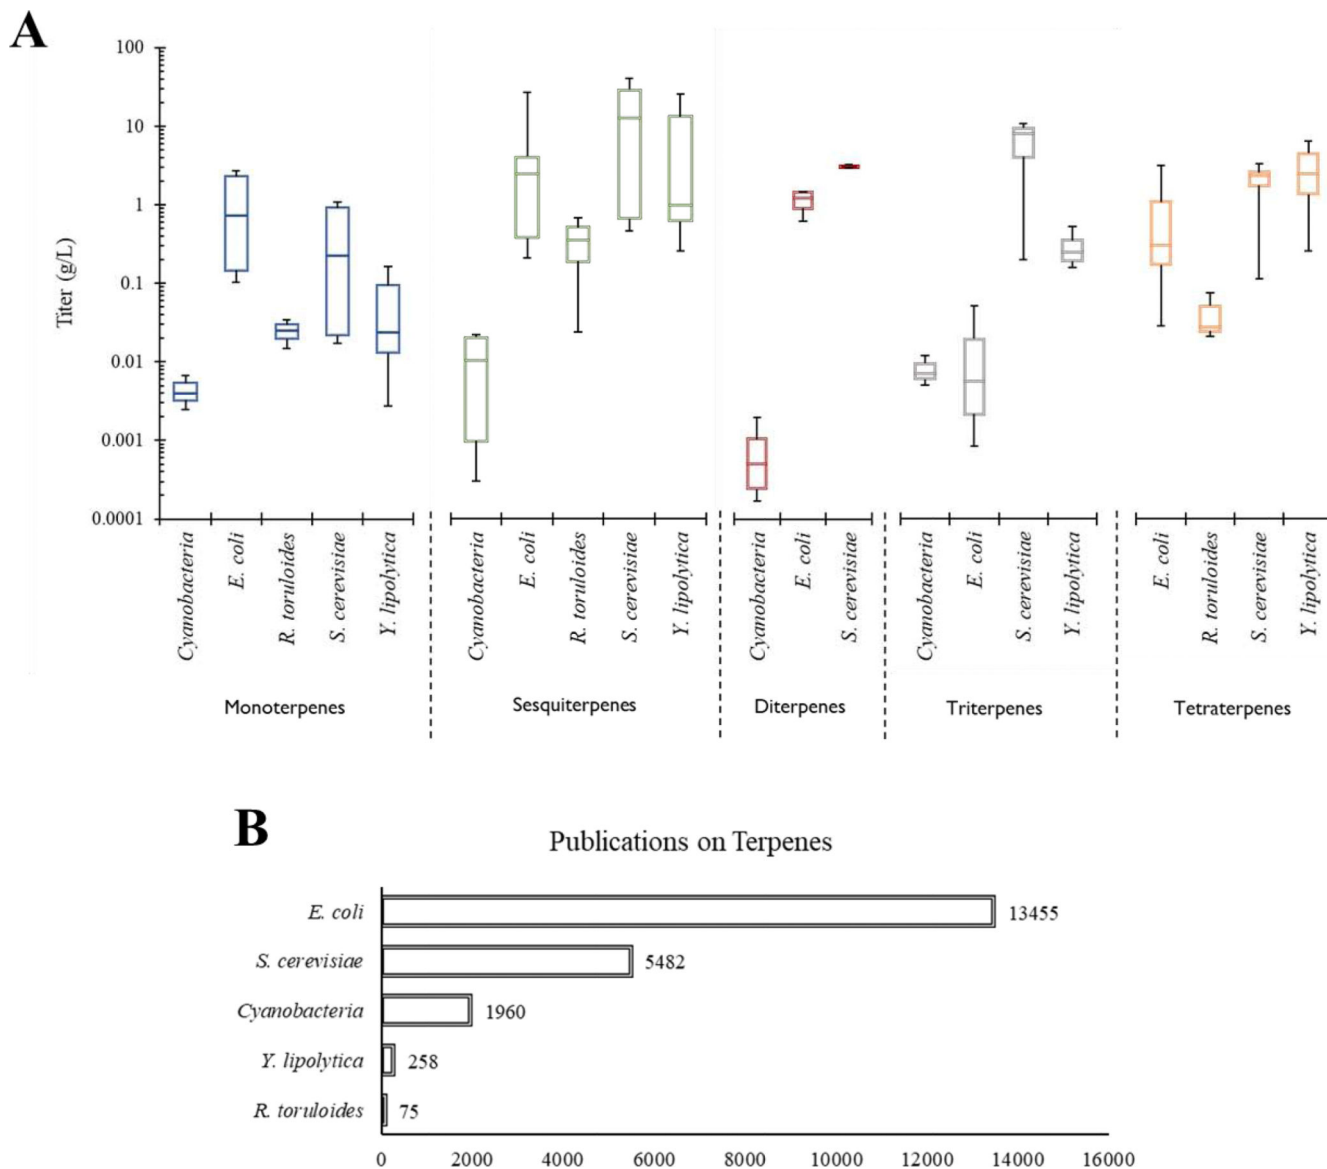 A
100
10
1
0.1
0.01
0.001
0.0001
Titer (g/L)
Cyanobacteria
E. coli
R. toruloides
S. cerevisiae
Y. lipolytica
Cyanobacteria
E. coli
R. toruloides
S. cerevisiae
Y. lipolytica
Cyanobacteria
E. coli
S. cerevisiae
Cyanobacteria
E. coli
S. cerevisiae
Y. lipolytica
E. coli
R. toruloides
S. cerevisiae
Y. lipolytica
Monoterpenes
Sesquiterpenes
Diterpenes
Triterpenes
Tetraterpenes
B
Publications on Terpenes
E. coli 13455
S. cerevisiae 5482
Cyanobacteria 1960
Y. lipolytica 258
R. toruloides 75
0 2000 4000 6000 8000 10000 12000 14000 16000